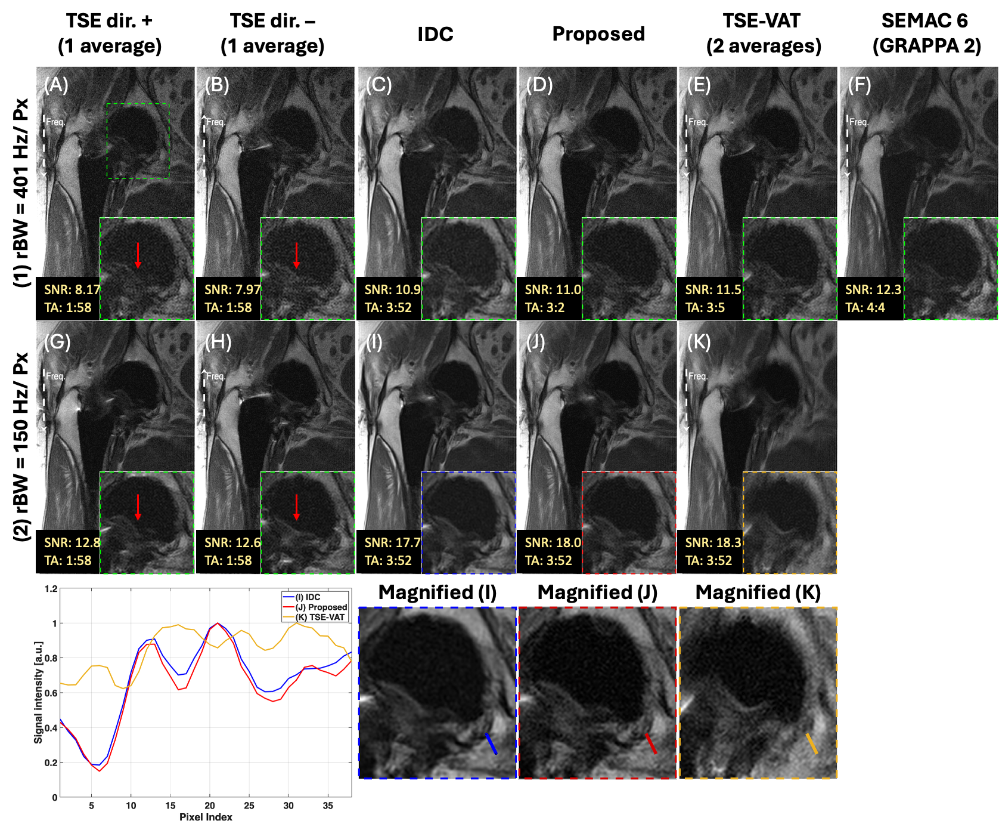 TSE dir. +
(1 average)
TSE dir. –
(1 average)
IDC
Proposed
TSE-VAT
(2 averages)
SEMAC 6
(GRAPPA 2)
(1) rBW = 401 Hz/ Px
(A)
Freq.
SNR: 8.17
TA: 1:58
(B)
Freq.
SNR: 7.97
TA: 1:58
(C)
SNR: 10.9
TA: 3:52
(D)
SNR: 11.0
TA: 3:2
(E)
Freq.
SNR: 11.5
TA: 3:5
(F)
Freq.
SNR: 12.3
TA: 4:4
(2) rBW = 150 Hz/ Px
(G)
Freq.
SNR: 12.8
TA: 1:58
(H)
Freq.
SNR: 12.6
TA: 1:58
(I)
SNR: 17.7
TA: 3:52
(J)
SNR: 18.0
TA: 3:52
(K)
Freq.
SNR: 18.3
TA: 3:52
Signal intensity [a.u.]
1.2
1
0.8
0.6
0.4
0.2
0
5
10
15
20
25
30
35
Pixel Index
(I) IDC
(J) Proposed
(K) TSE-VAT
Magnified (I)
Magnified (J)
Magnified (K)